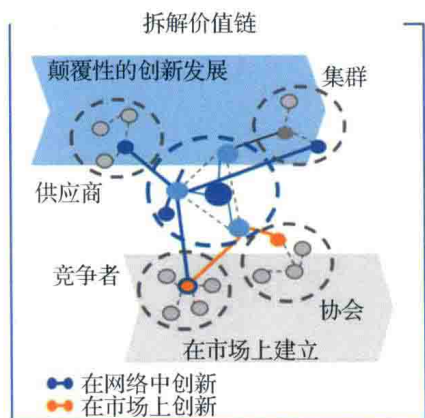 拆解价值链
颠覆性的创新发展
集群
供应商
竞争者
协会
在市场上建立
在网络中创新
在市场上创新